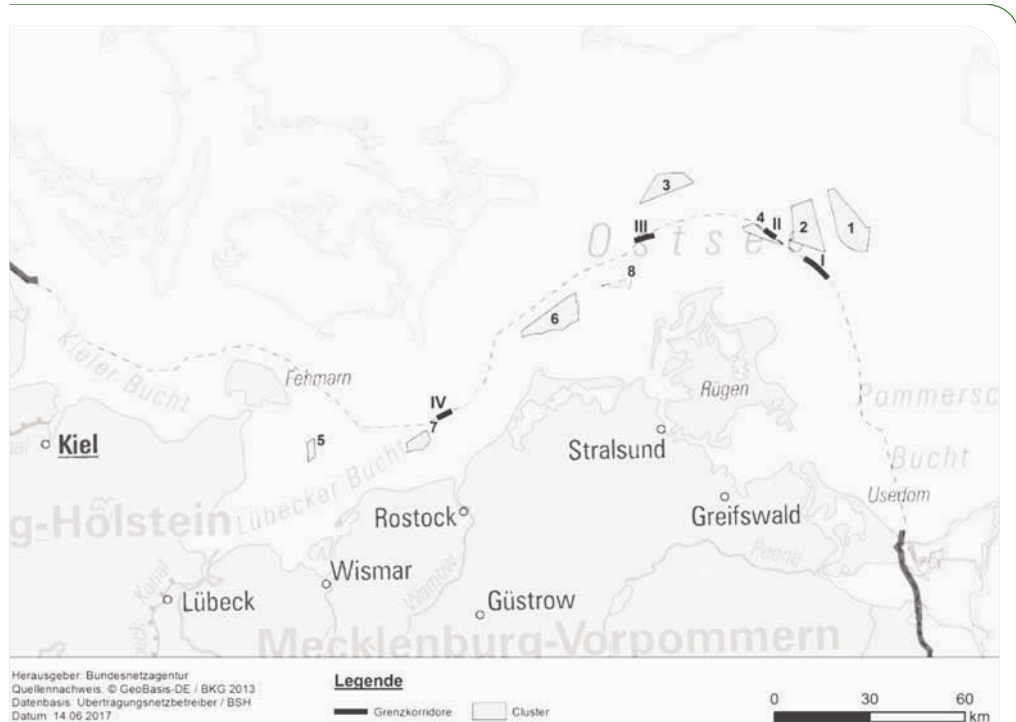 3
III
4
II
2
1
Ostsee
I
8
6
Kieler Bucht
Fehmarn
Rügen
IV
7
5
Kiel
Stralsund
Bucht
Lübecker Bucht
Usedom
g-Holstein
Rostock
Greifswald
Peene
Wismar
Warnow
Kanal
Lübeck
Güstrow
Mecklenburg-Vorpommern
Herausgeber: Bundesnetzagentur
Quellennachweis: © GeoBasis-DE / BKG 2013
Datenbasis: Übertragungsnetzbetreiber / BSH
Datum: 14.06.2017
Legende
Grenzkorridore
Cluster
0 30 60
km